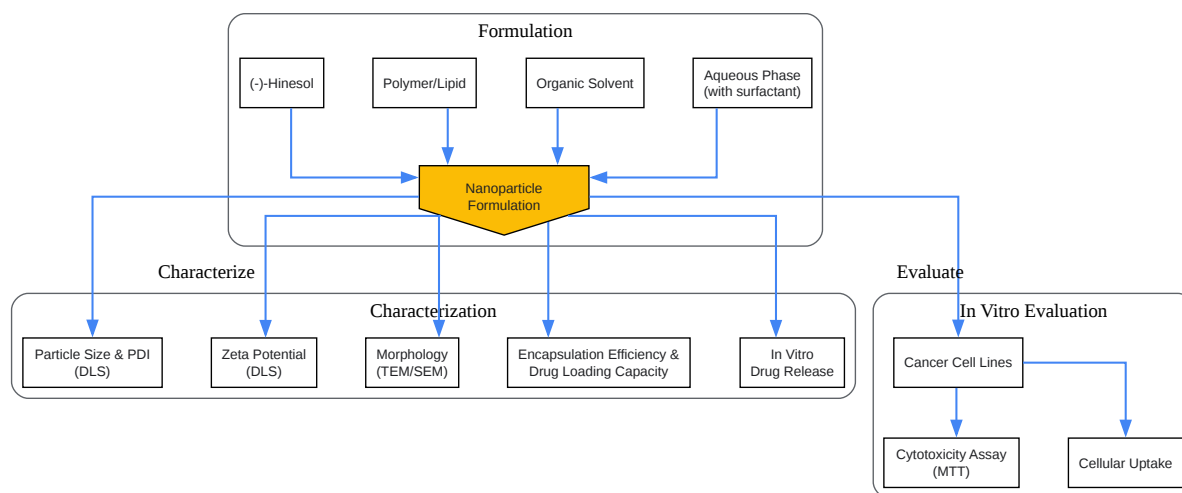 Formulation
(-)-Hinesol
Polymer/Lipid
Organic Solvent
Aqueous Phase
(with surfactant)
Nanoparticle
Formulation
Characterize
Evaluate
Characterization
In Vitro Evaluation
Particle Size & PDI
(DLS)
Zeta Potential
(DLS)
Morphology
(TEM/SEM)
Encapsulation Efficiency &
Drug Loading Capacity
In Vitro
Drug Release
Cancer Cell Lines
Cytotoxicity Assay
(MTT)
Cellular Uptake